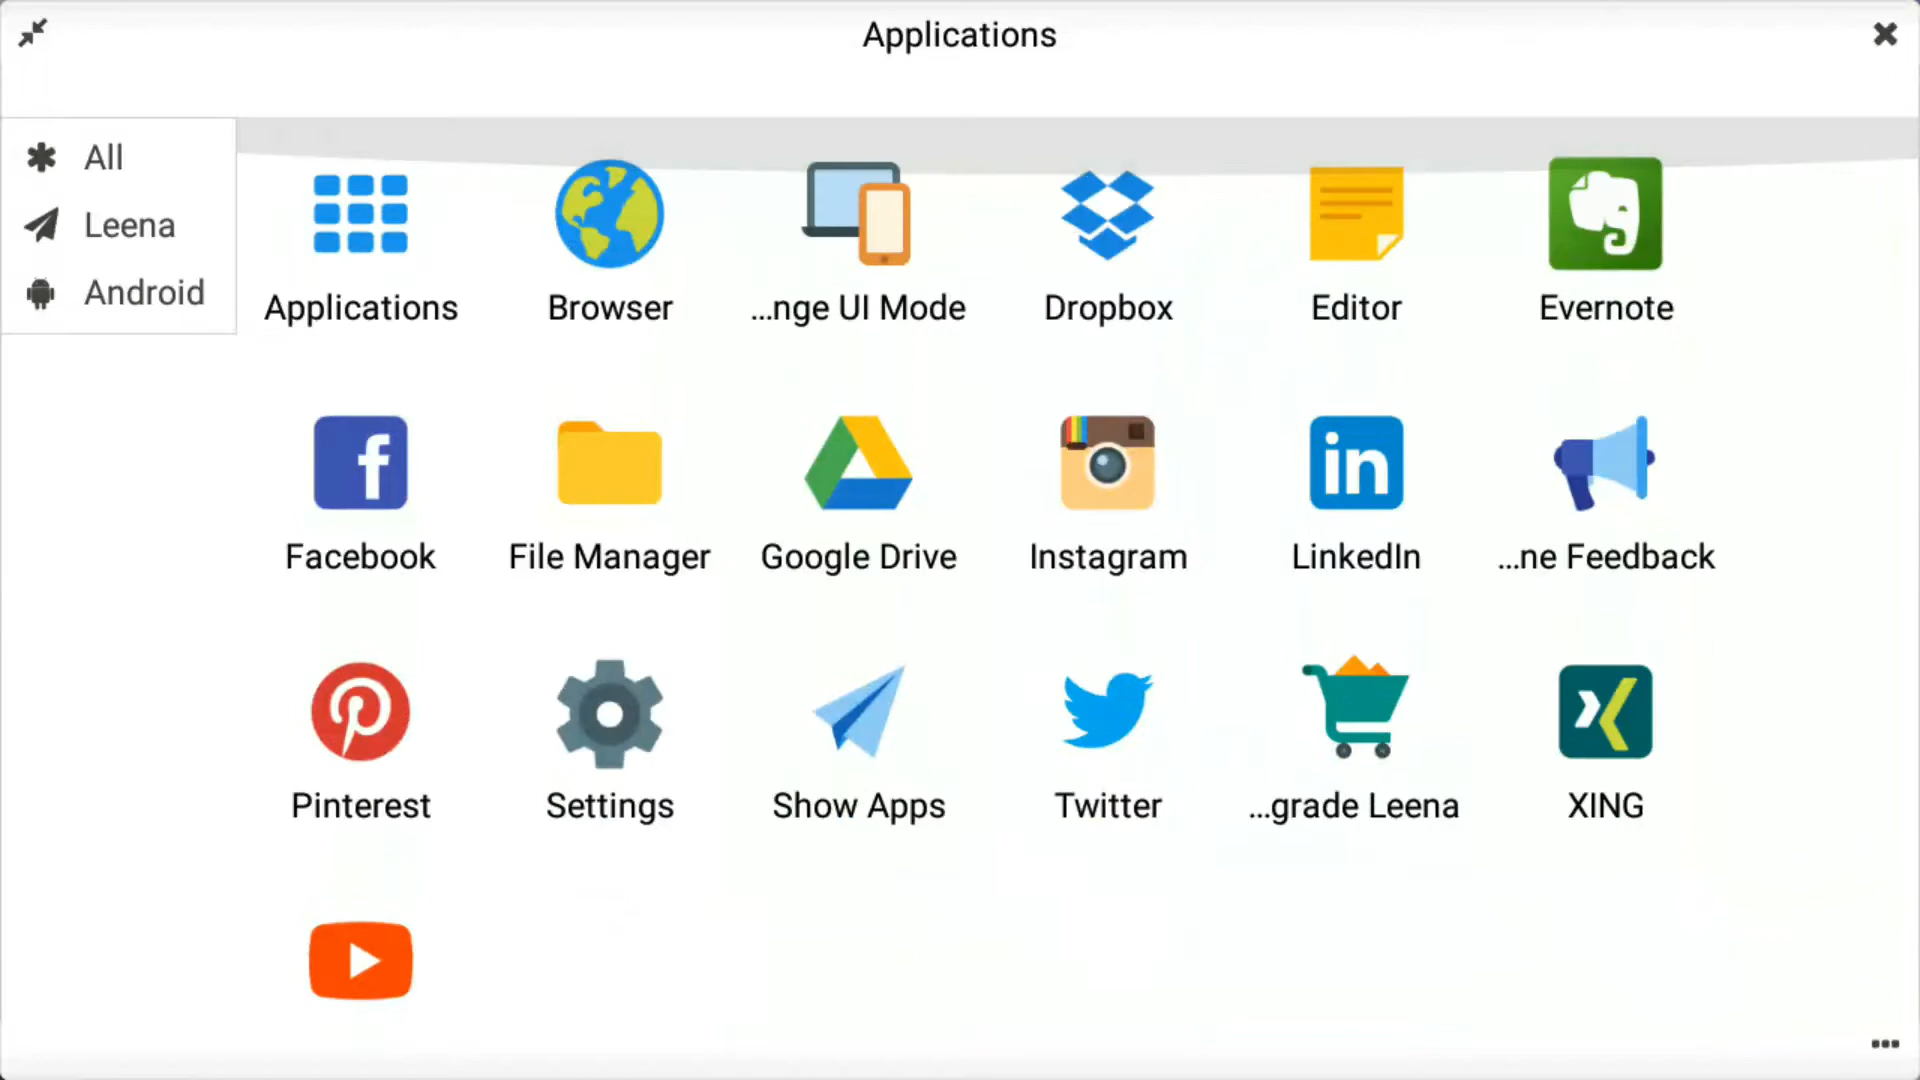 Applications
All
Leena
Android
Applications
Browser
...nge UI Mode
Dropbox
Editor
Evernote
f
Facebook
File Manager
Google Drive
Instagram
in
LinkedIn
...ne Feedback
Pinterest
Settings
Show Apps
Twitter
...grade Leena
XING